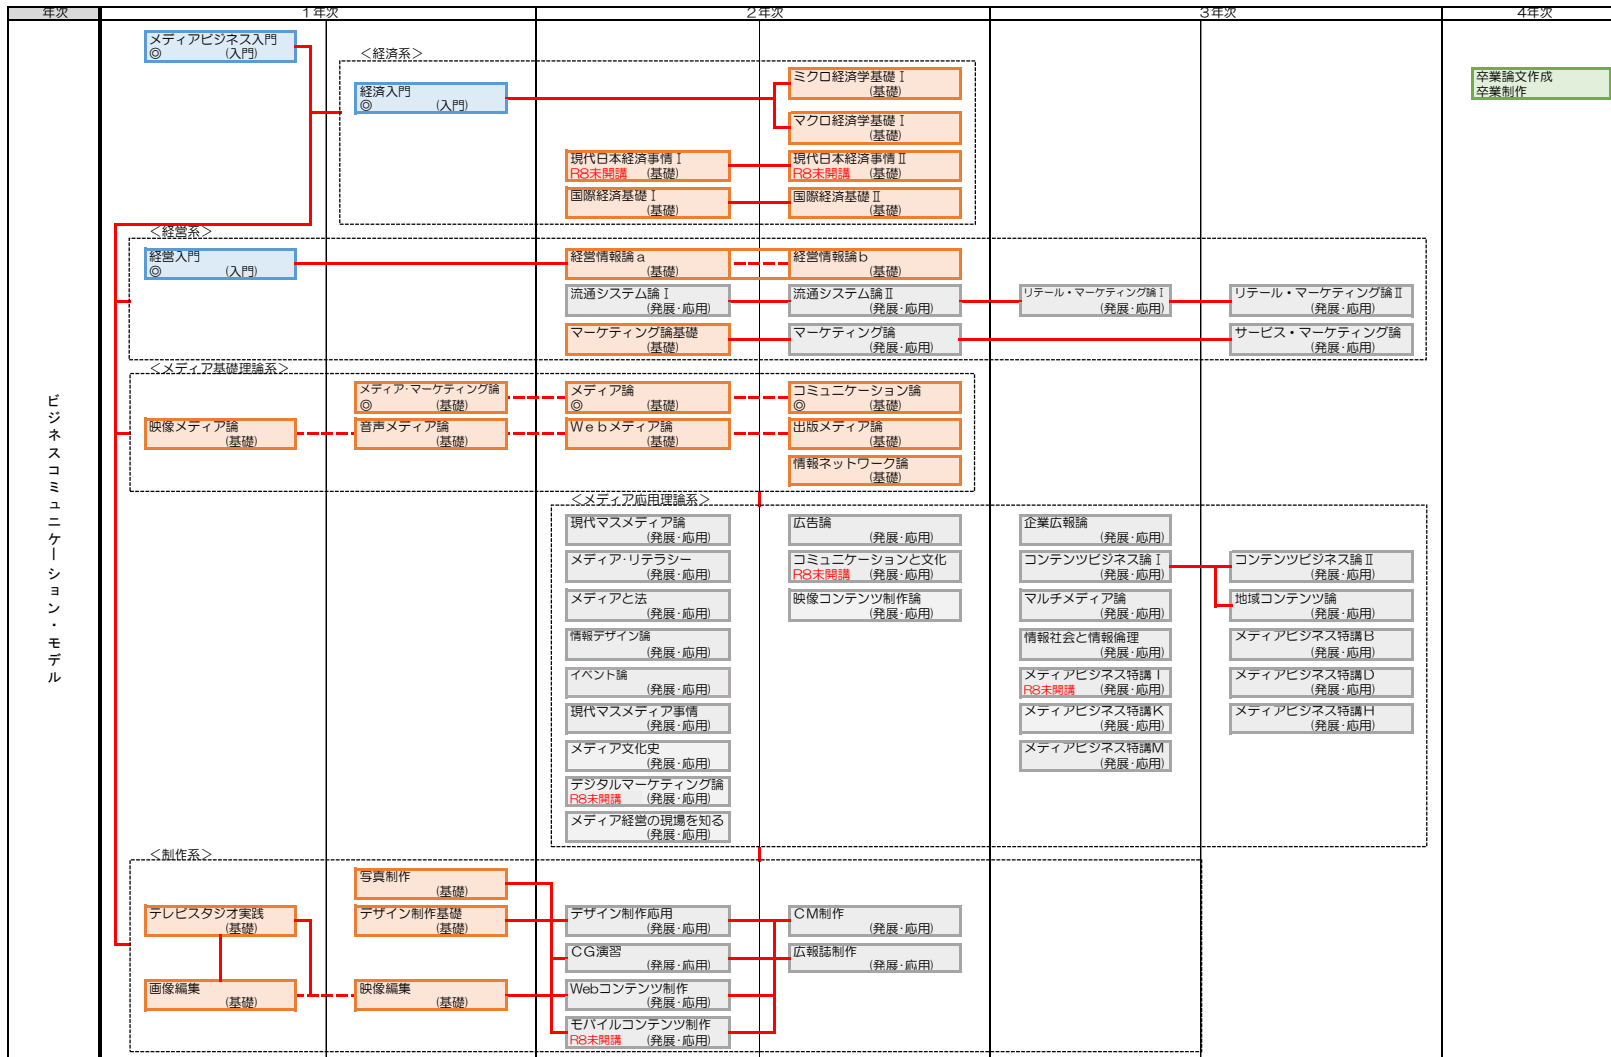 年次
1年次
2年次
3年次
4年次
ビジネスコミュニケーション・モデル
メディアビジネス入門
◎ (入門)
＜経済系＞
経済入門
◎ (入門)
ミクロ経済学基礎Ⅰ
(基礎)
マクロ経済学基礎Ⅰ
(基礎)
現代日本経済事情Ⅰ
R8未開講 (基礎)
現代日本経済事情Ⅱ
R8未開講 (基礎)
国際経済基礎Ⅰ
(基礎)
国際経済基礎Ⅱ
(基礎)
卒業論文作成
卒業制作
＜経営系＞
経営入門
◎ (入門)
経営情報論a
(基礎)
経営情報論b
(基礎)
流通システム論Ⅰ
(発展･応用)
流通システム論Ⅱ
(発展･応用)
リテール・マーケティング論Ⅰ
(発展･応用)
リテール・マーケティング論Ⅱ
(発展･応用)
マーケティング論基礎
(基礎)
マーケティング論
(発展･応用)
サービス・マーケティング論
(発展･応用)
＜メディア基礎理論系＞
メディア･マーケティング論
◎ (基礎)
メディア論
◎ (基礎)
コミュニケーション論
◎ (基礎)
映像メディア論
(基礎)
音声メディア論
(基礎)
Ｗｅｂメディア論
(基礎)
出版メディア論
(基礎)
情報ネットワーク論
(基礎)
＜メディア応用理論系＞
現代マスメディア論
(発展･応用)
広告論
(発展･応用)
企業広報論
(発展･応用)
メディア･リテラシー
(発展･応用)
コミュニケーションと文化
R8未開講 (発展･応用)
コンテンツビジネス論Ⅰ
(発展･応用)
コンテンツビジネス論Ⅱ
(発展･応用)
メディアと法
(発展･応用)
映像コンテンツ制作論
(発展･応用)
マルチメディア論
(発展･応用)
地域コンテンツ論
(発展･応用)
情報デザイン論
(発展･応用)
情報社会と情報倫理
(発展･応用)
メディアビジネス特講B
(発展･応用)
イベント論
(発展･応用)
メディアビジネス特講Ｉ
R8未開講 (発展･応用)
メディアビジネス特講D
(発展･応用)
現代マスメディア事情
(発展･応用)
メディアビジネス特講K
(発展･応用)
メディアビジネス特講H
(発展･応用)
メディア文化史
(発展･応用)
メディアビジネス特講M
(発展･応用)
デジタルマーケティング論
R8未開講 (発展･応用)
メディア経営の現場を知る
(発展･応用)
＜制作系＞
写真制作
(基礎)
テレビスタジオ実践
(基礎)
デザイン制作基礎
(基礎)
デザイン制作応用
(発展･応用)
CM制作
(発展･応用)
CG演習
(発展･応用)
広報誌制作
(発展･応用)
画像編集
(基礎)
映像編集
(基礎)
Webコンテンツ制作
(発展･応用)
モバイルコンテンツ制作
R8未開講 (発展･応用)